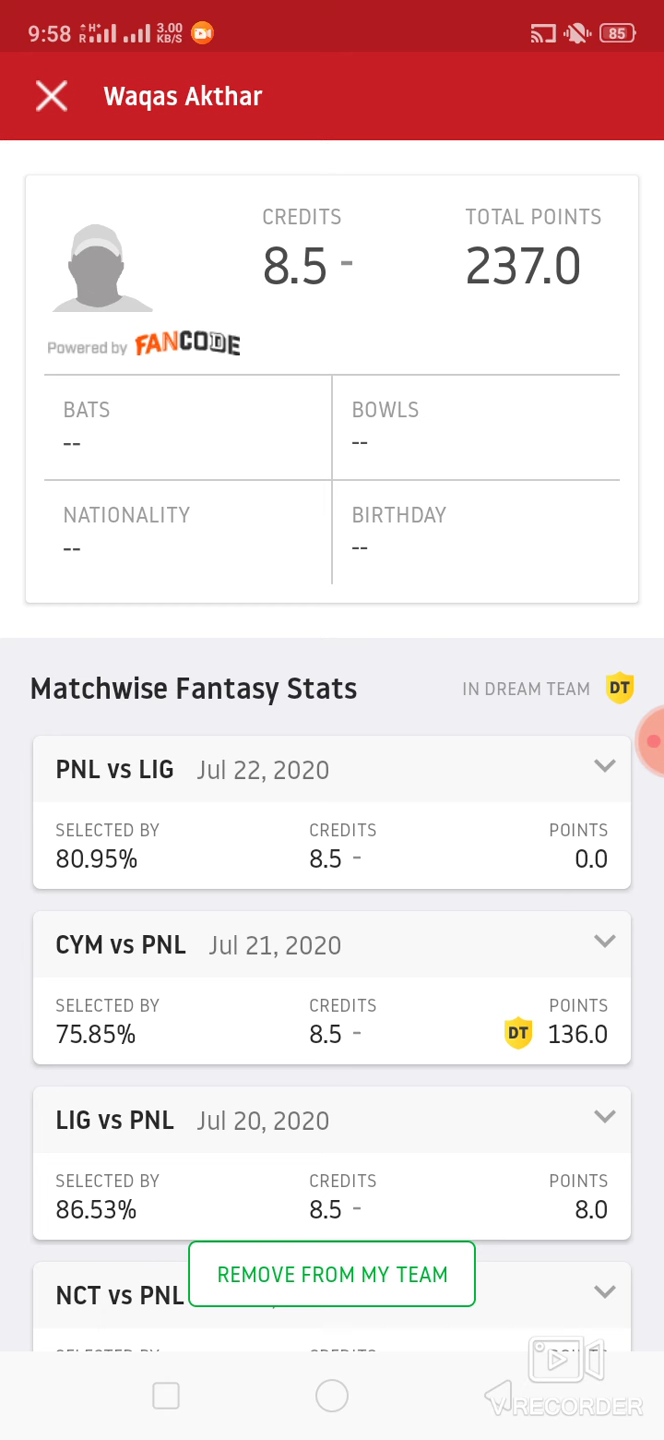 9:58 R H+ 3.00 KB/S 85
Waqas Akthar
CREDITS TOTAL POINTS
8.5 - 237.0
Powered by FANCODE
BATS BOWLS
-- --
NATIONALITY BIRTHDAY
-- --
Matchwise Fantasy Stats IN DREAM TEAM DT
PNL vs LIG Jul 22, 2020
SELECTED BY CREDITS POINTS
80.95% 8.5 - 0.0
CYM vs PNL Jul 21, 2020
SELECTED BY CREDITS POINTS
75.85% 8.5 - DT 136.0
LIG vs PNL Jul 20, 2020
SELECTED BY CREDITS POINTS
86.53% 8.5 - 8.0
REMOVE FROM MY TEAM
NCT vs PNL
VRECORDER